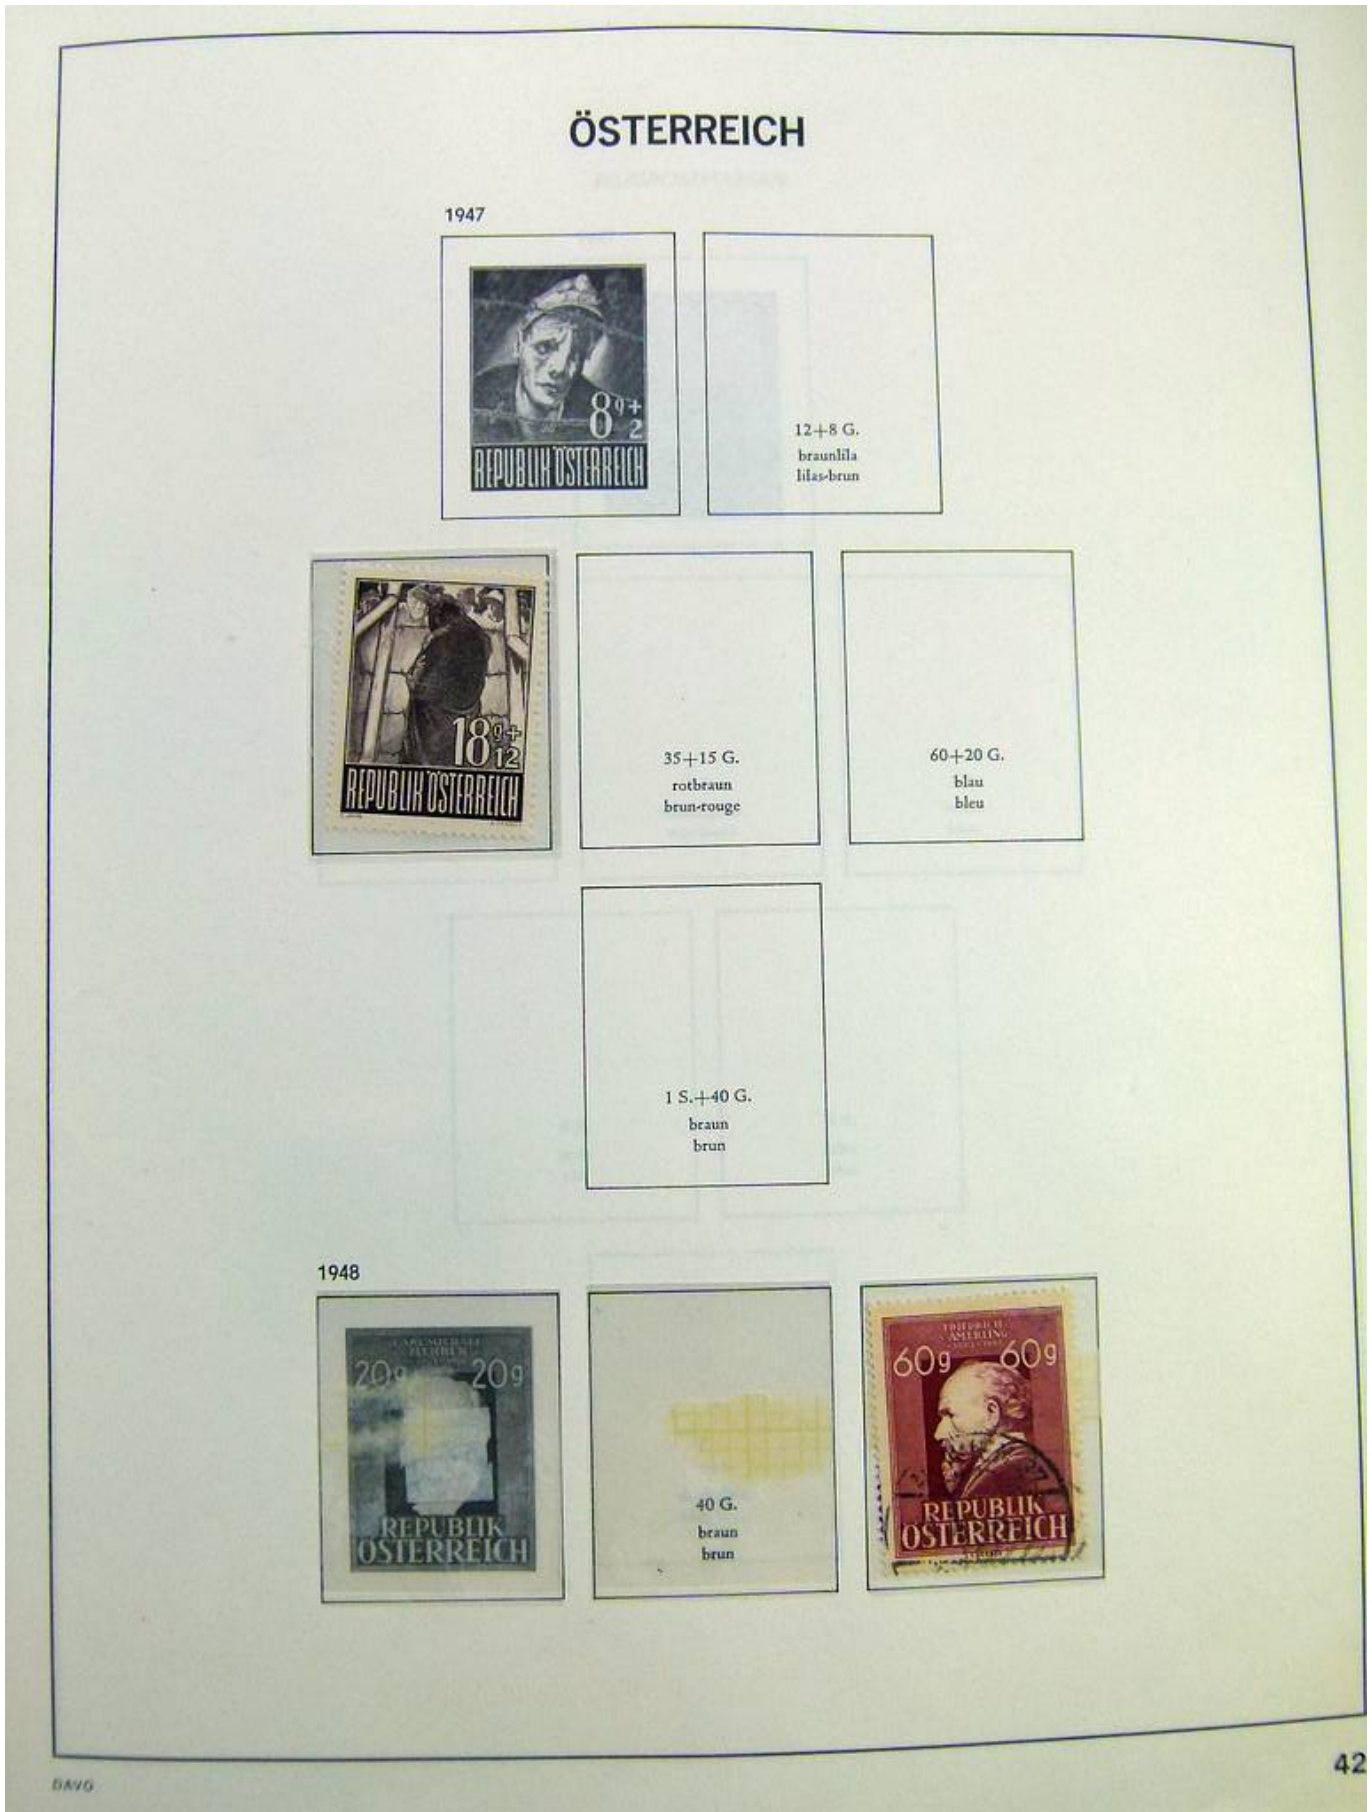 ÖSTERREICH
1947
8g+
2
REPUBLIK ÖSTERREICH
12+8 G.
braunlila
lilas-brun
18g+
12
REPUBLIK ÖSTERREICH
35+15 G.
rotbraun
brun-rouge
60+20 G.
blau
bleu
1 S.+40 G.
braun
brun
1948
20g 20g
REPUBLIK
ÖSTERREICH
40 G.
braun
brun
FRIEDRICH
AMERLING
60g 60g
REPUBLIK
ÖSTERREICH
DAVO
42